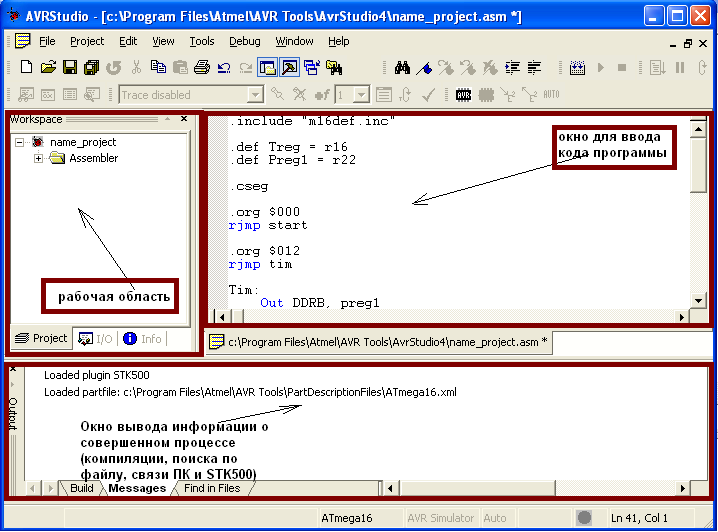 AVRStudio - [c:\Program Files\Atmel\AVR Tools\AvrStudio4\name_project.asm *]
File Project Edit View Tools Debug Window Help
Trace disabled
1
AVR
AUTO
Workspace
name_project
Assembler
рабочая область
Project I/O Info
.include "m16def.inc"
.def Treg = r16
.def Preg1 = r22
.cseg
.org $000
rjmp start
.org $012
rjmp tim
Tim:
Out DDRB, preg1
окно для ввода
кода программы
c:\Program Files\Atmel\AVR Tools\AvrStudio4\name_project.asm *
Output
Loaded plugin STK500
Loaded partfile: c:\Program Files\Atmel\AVR Tools\PartDescriptionFiles\ATmega16.xml
Окно вывода информации о
совершенном процессе
(компиляции, поиска по
файлу, связи ПК и STK500)
Build Messages Find in Files
ATmega16 AVR Simulator Auto Ln 41, Col 1